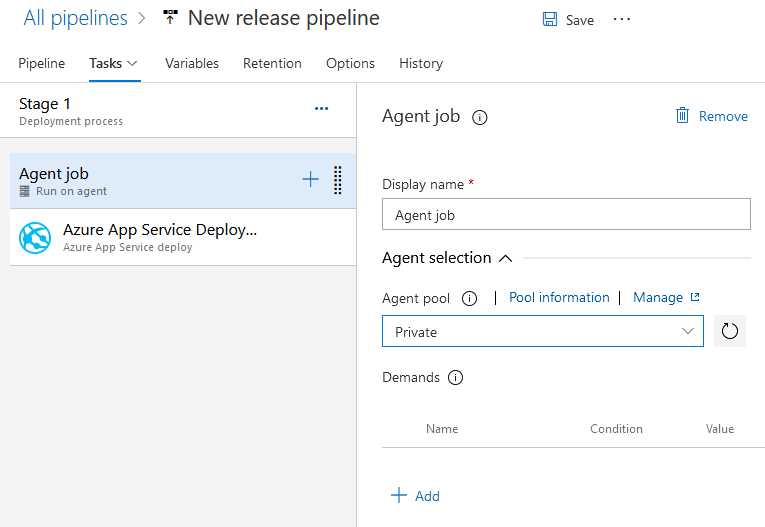 All pipelines > New release pipeline Save ...
Pipeline Tasks Variables Retention Options History
Stage 1
Deployment process
Agent job
Run on agent
Azure App Service Deploy...
Azure App Service deploy
Agent job Remove
Display name *
Agent job
Agent selection
Agent pool | Pool information | Manage
Private
Demands
Name Condition Value
+ Add